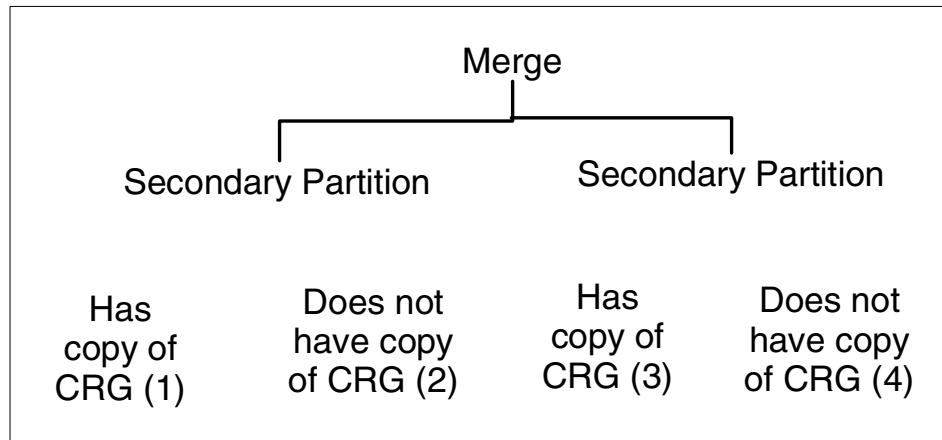 Merge
Secondary Partition
Secondary Partition
Has
copy of
CRG (1)
Does not
have copy
of CRG (2)
Has
copy of
CRG (3)
Does not
have copy
of CRG (4)